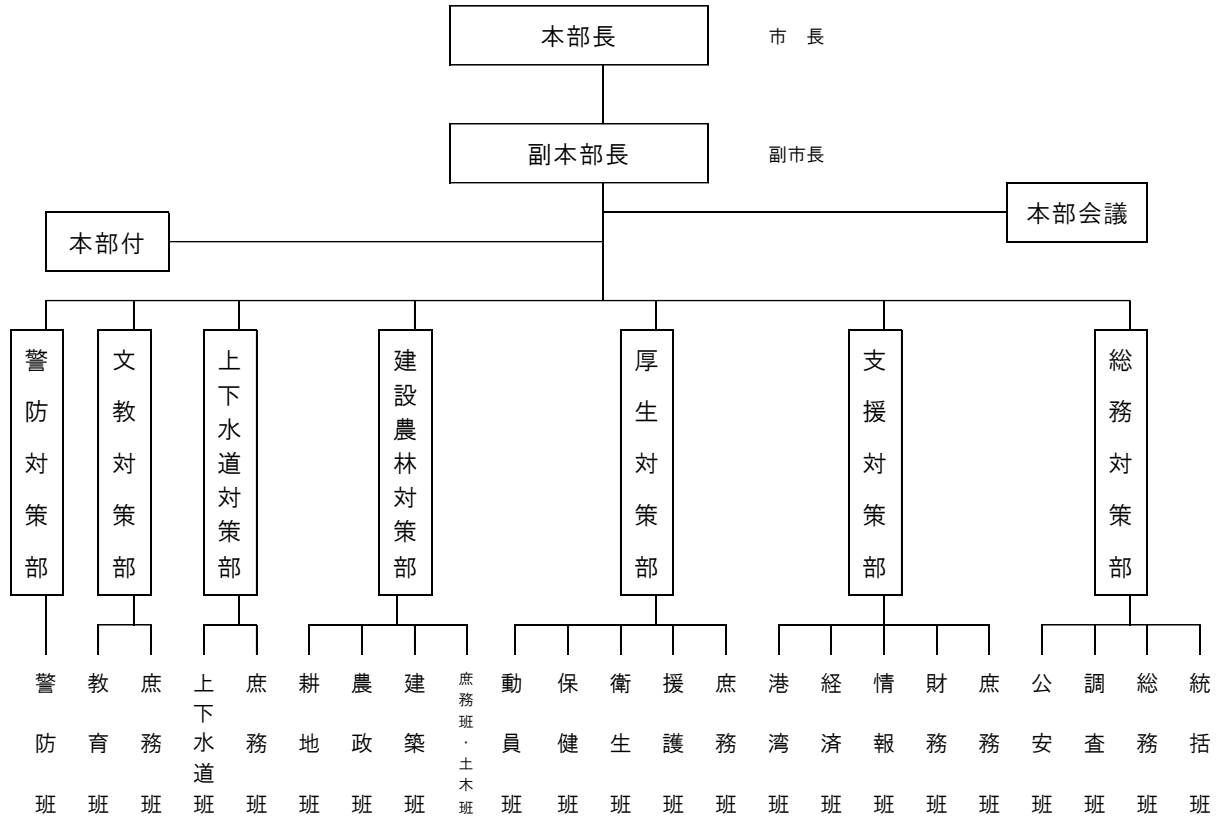 本部長
市　長
副本部長
副市長
本部会議
本部付
総務対策部
支援対策部
厚生対策部
建設農林対策部
上下水道対策部
文教対策部
警防対策部
統括班
総務班
調査班
公安班
庶務班
財務班
情報班
経済班
港湾班
庶務班
援護班
衛生班
保健班
動員班
庶務班・土木班
建築班
農政班
耕地班
庶務班
上下水道班
庶務班
教育班
警防班